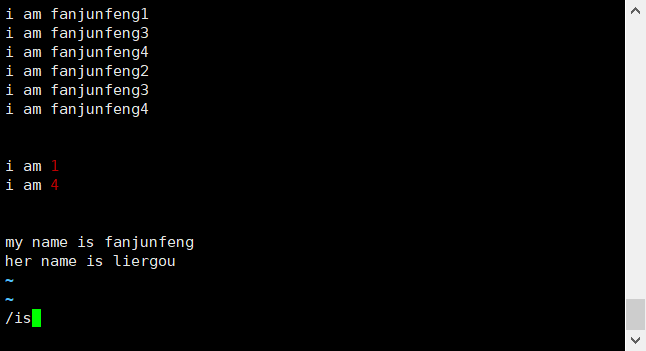 i am fanjunfeng1
i am fanjunfeng3
i am fanjunfeng4
i am fanjunfeng2
i am fanjunfeng3
i am fanjunfeng4
i am 1
i am 4
my name is fanjunfeng
her name is liergou
~
~
/is